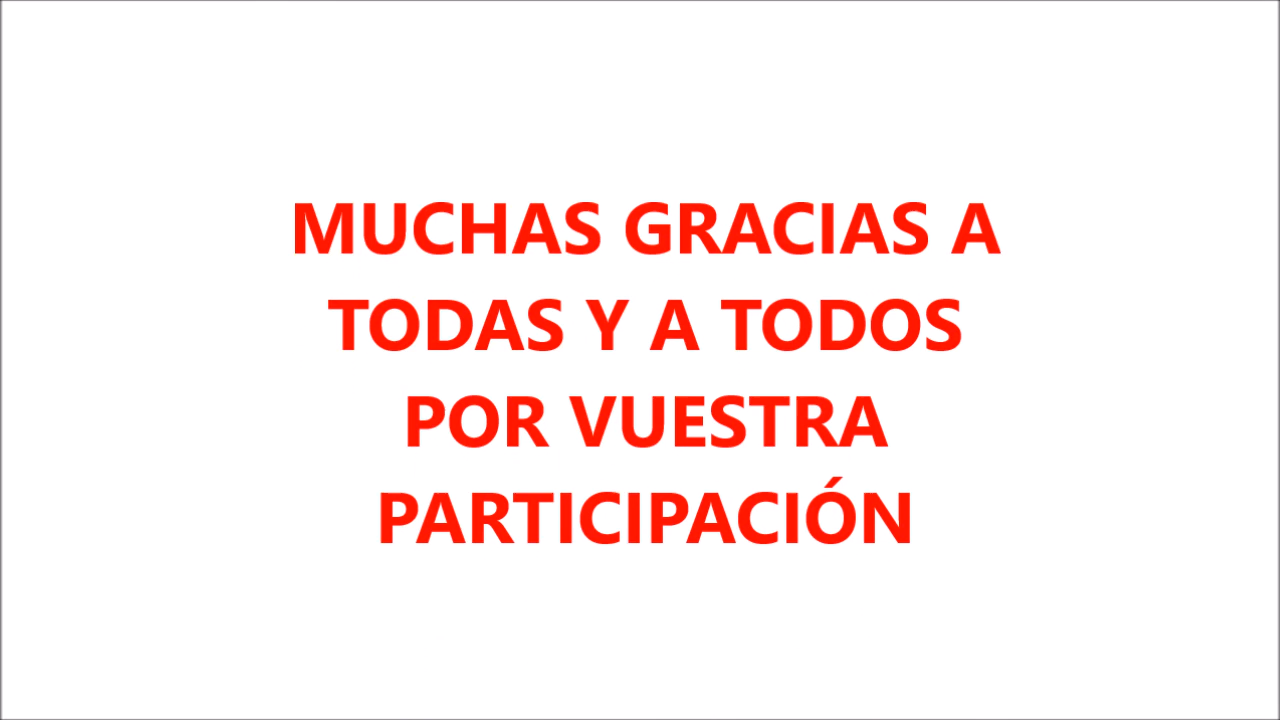 MUCHAS GRACIAS A
TODAS Y A TODOS
POR VUESTRA
PARTICIPACIÓN